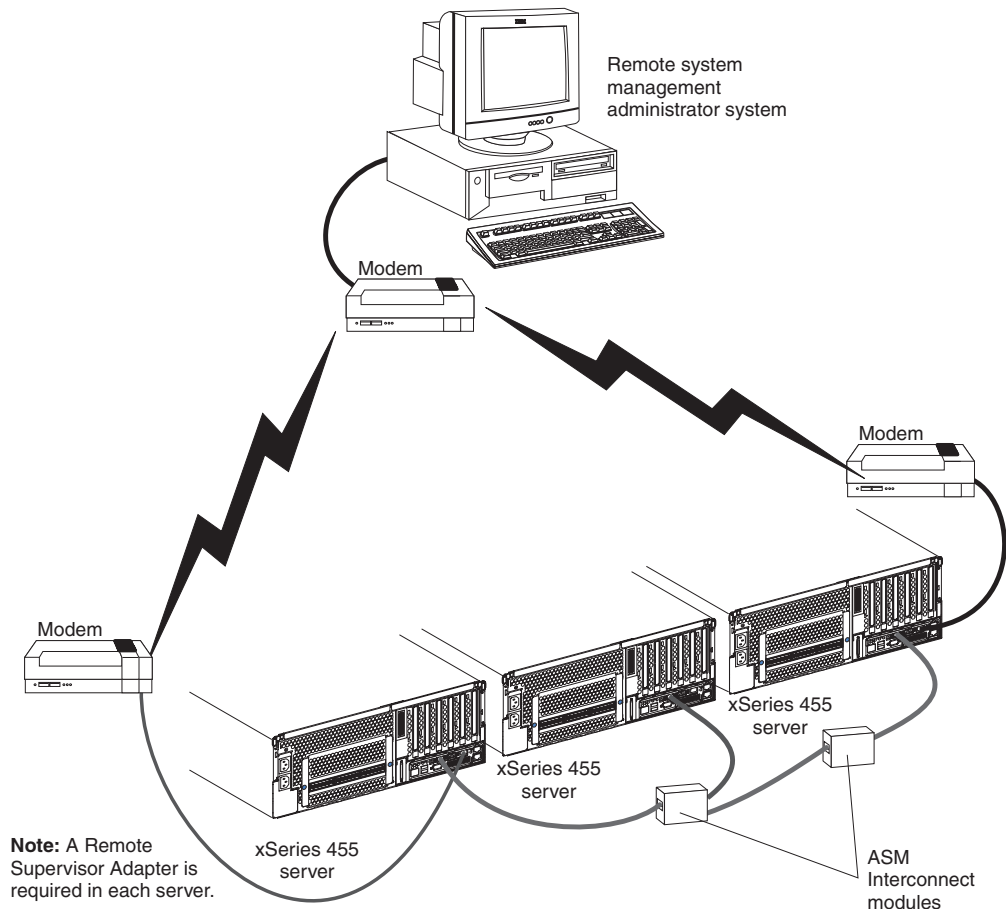 Remote system
management
administrator system
Modem
Modem
Modem
xSeries 455
server
xSeries 455
server
xSeries 455
server
Note: A Remote
Supervisor Adapter is
required in each server.
ASM
Interconnect
modules